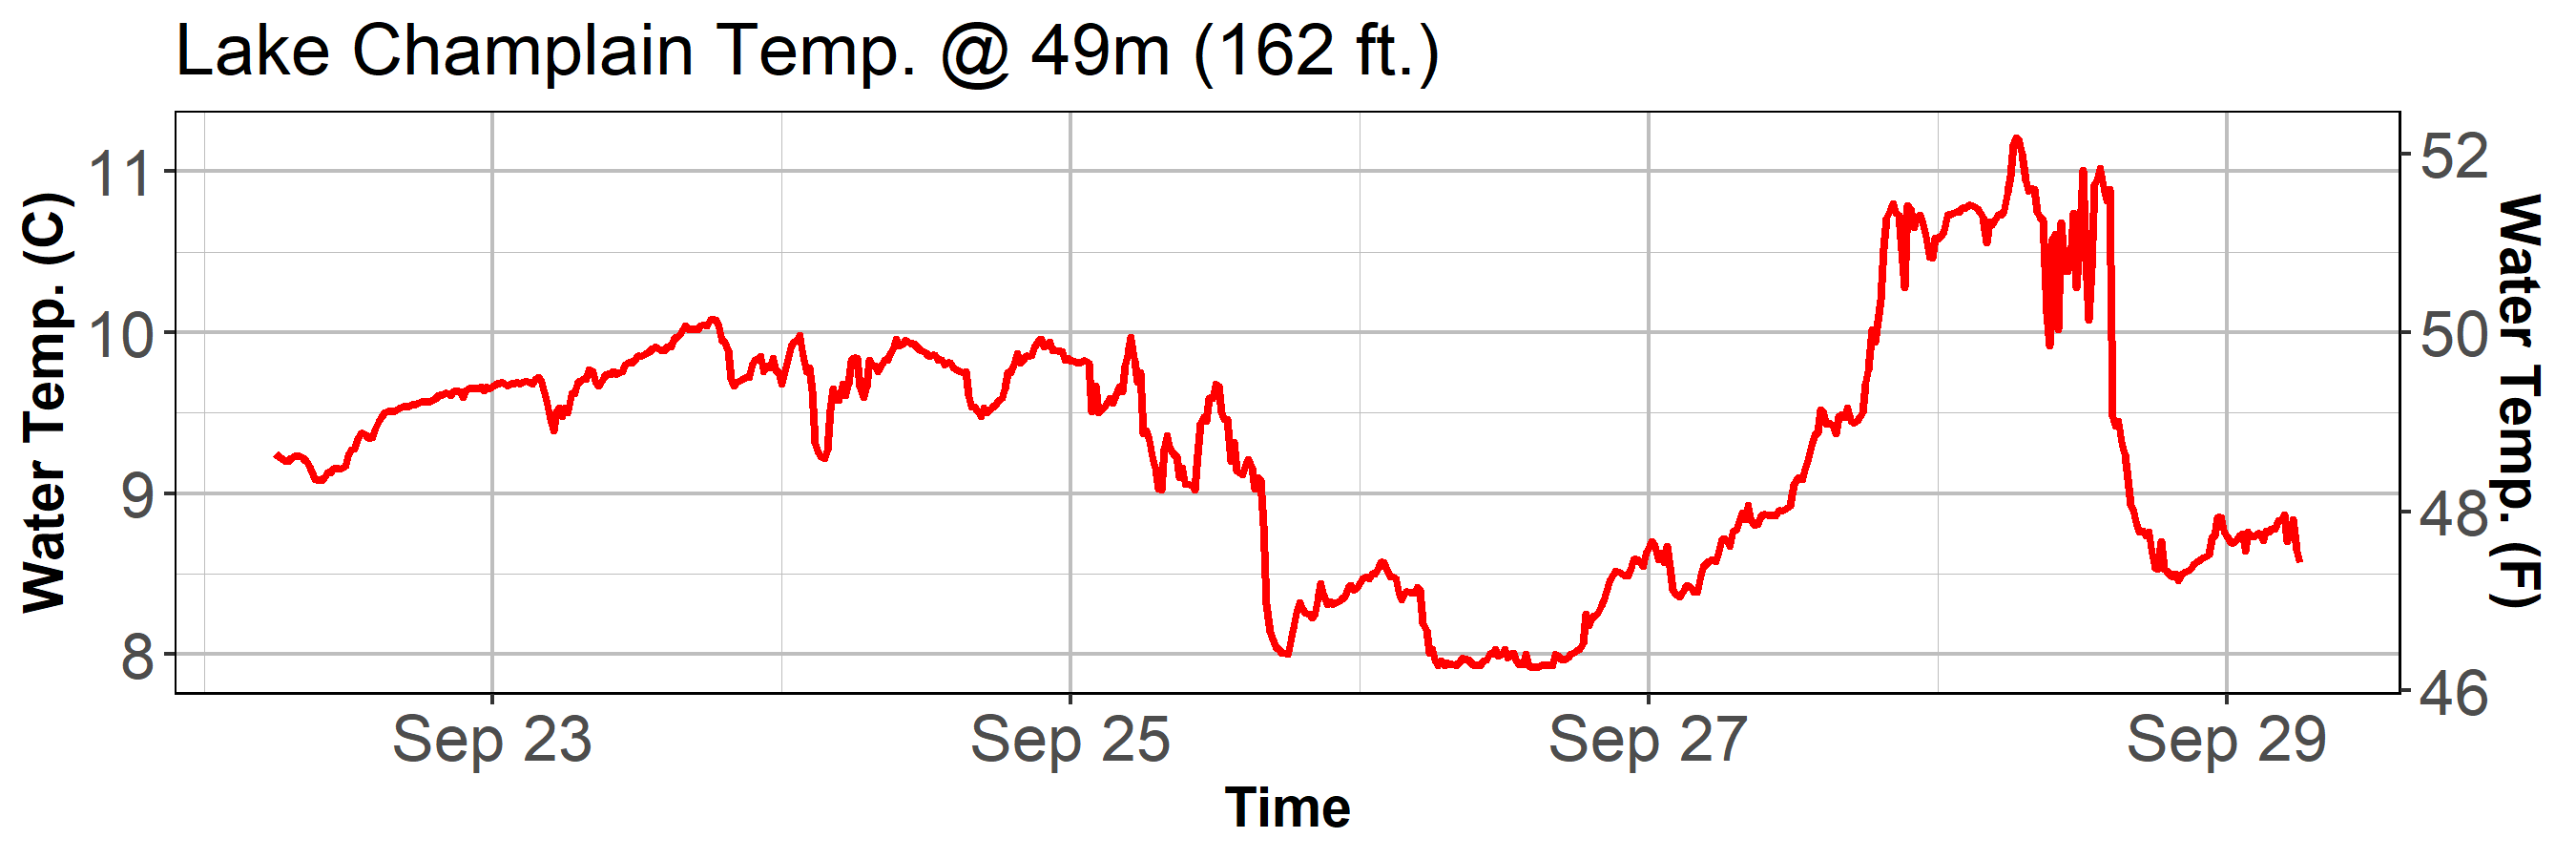 Lake Champlain Temp. @ 49m (162 ft.)
Water Temp. (C)
11
10
9
8
52
50
48
46
Water Temp. (F)
Sep 23
Sep 25
Sep 27
Sep 29
Time